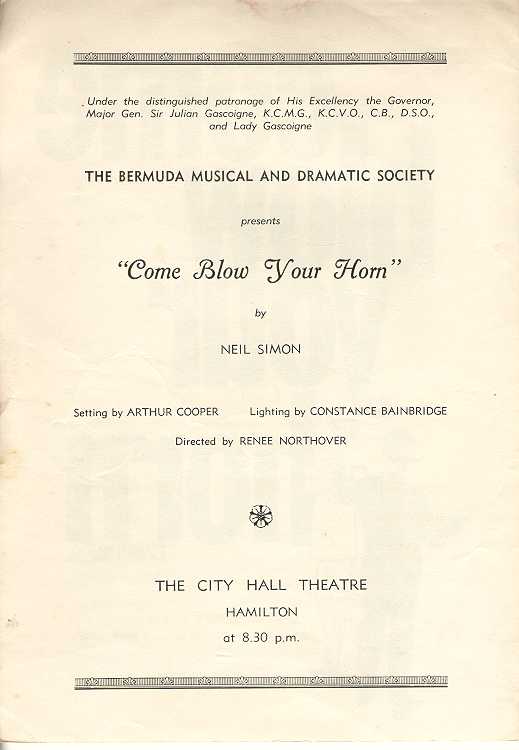 Under the distinguished patronage of His Excellency the Governor,
Major Gen. Sir Julian Gascoigne, K.C.M.G., K.C.V.O., C.B., D.S.O.,
and Lady Gascoigne
THE BERMUDA MUSICAL AND DRAMATIC SOCIETY
presents
"Come Blow Your Horn"
by
NEIL SIMON
Setting by ARTHUR COOPER Lighting by CONSTANCE BAINBRIDGE
Directed by RENEE NORTHOVER
THE CITY HALL THEATRE
HAMILTON
at 8.30 p.m.